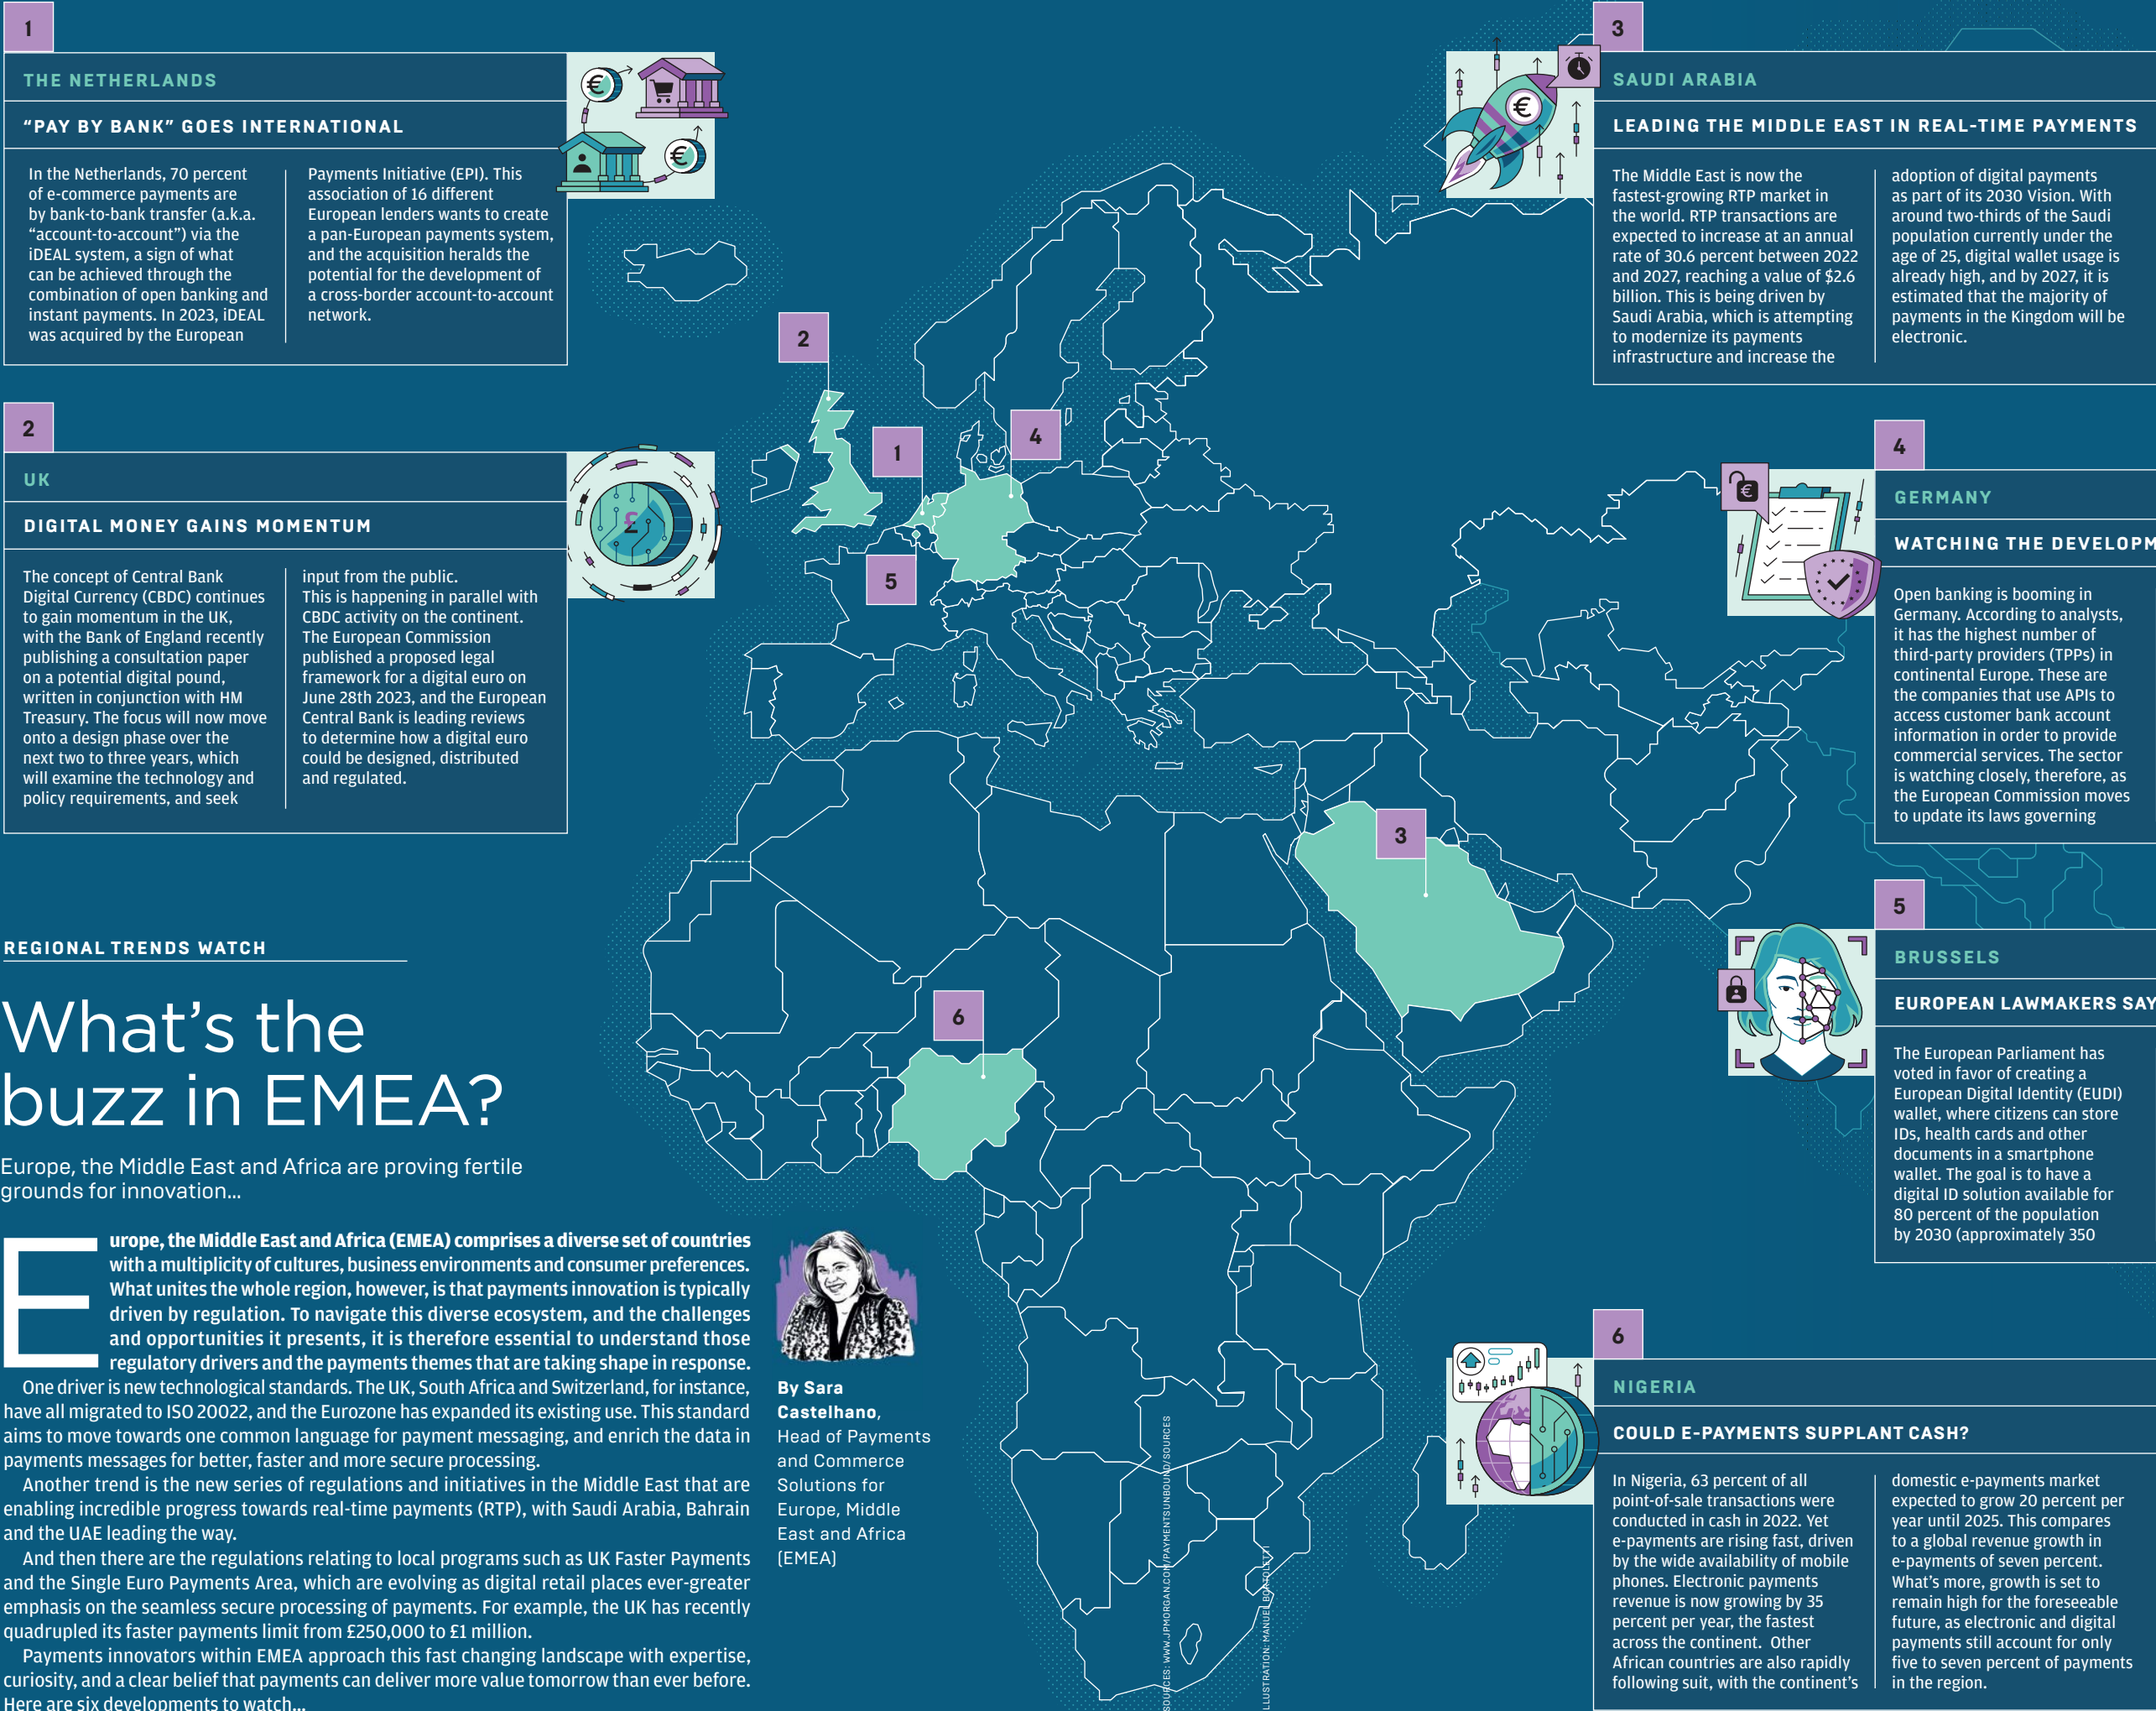 1
THE NETHERLANDS
“PAY BY BANK” GOES INTERNATIONAL
In the Netherlands, 70 percent
of e-commerce payments are
by bank-to-bank transfer (a.k.a.
“account-to-account”) via the
iDEAL system, a sign of what
can be achieved through the
combination of open banking and
instant payments. In 2023, iDEAL
was acquired by the European
Payments Initiative (EPI). This
association of 16 different
European lenders wants to create
a pan-European payments system,
and the acquisition heralds the
potential for the development of
a cross-border account-to-account
network.
2
UK
DIGITAL MONEY GAINS MOMENTUM
The concept of Central Bank
Digital Currency (CBDC) continues
to gain momentum in the UK,
with the Bank of England recently
publishing a consultation paper
on a potential digital pound,
written in conjunction with HM
Treasury. The focus will now move
onto a design phase over the
next two to three years, which
will examine the technology and
policy requirements, and seek
input from the public.
This is happening in parallel with
CBDC activity on the continent.
The European Commission
published a proposed legal
framework for a digital euro on
June 28th 2023, and the European
Central Bank is leading reviews
to determine how a digital euro
could be designed, distributed
and regulated.
REGIONAL TRENDS WATCH
What’s the
buzz in EMEA?
Europe, the Middle East and Africa are proving fertile
grounds for innovation...
Europe, the Middle East and Africa (EMEA) comprises a diverse set of countries
with a multiplicity of cultures, business environments and consumer preferences.
What unites the whole region, however, is that payments innovation is typically
driven by regulation. To navigate this diverse ecosystem, and the challenges
and opportunities it presents, it is therefore essential to understand those
regulatory drivers and the payments themes that are taking shape in response.
One driver is new technological standards. The UK, South Africa and Switzerland, for instance,
have all migrated to ISO 20022, and the Eurozone has expanded its existing use. This standard
aims to move towards one common language for payment messaging, and enrich the data in
payments messages for better, faster and more secure processing.
Another trend is the new series of regulations and initiatives in the Middle East that are
enabling incredible progress towards real-time payments (RTP), with Saudi Arabia, Bahrain
and the UAE leading the way.
And then there are the regulations relating to local programs such as UK Faster Payments
and the Single Euro Payments Area, which are evolving as digital retail places ever-greater
emphasis on the seamless secure processing of payments. For example, the UK has recently
quadrupled its faster payments limit from £250,000 to £1 million.
Payments innovators within EMEA approach this fast changing landscape with expertise,
curiosity, and a clear belief that payments can deliver more value tomorrow than ever before.
Here are six developments to watch...
By Sara
Castelhano,
Head of Payments
and Commerce
Solutions for
Europe, Middle
East and Africa
(EMEA)
2
1
4
5
3
6
€
€
£
€
€
SOURCES: WWW.JPMORGAN.COM/PAYMENTSUNBOUND/SOURCES
ILLUSTRATION: MANUEL BORTOLETTI
3
SAUDI ARABIA
LEADING THE MIDDLE EAST IN REAL-TIME PAYMENTS
The Middle East is now the
fastest-growing RTP market in
the world. RTP transactions are
expected to increase at an annual
rate of 30.6 percent between 2022
and 2027, reaching a value of $2.6
billion. This is being driven by
Saudi Arabia, which is attempting
to modernize its payments
infrastructure and increase the
adoption of digital payments
as part of its 2030 Vision. With
around two-thirds of the Saudi
population currently under the
age of 25, digital wallet usage is
already high, and by 2027, it is
estimated that the majority of
payments in the Kingdom will be
electronic.
4
GERMANY
WATCHING THE DEVELOPM
Open banking is booming in
Germany. According to analysts,
it has the highest number of
third-party providers (TPPs) in
continental Europe. These are
the companies that use APIs to
access customer bank account
information in order to provide
commercial services. The sector
is watching closely, therefore, as
the European Commission moves
to update its laws governing
5
BRUSSELS
EUROPEAN LAWMAKERS SAY
The European Parliament has
voted in favor of creating a
European Digital Identity (EUDI)
wallet, where citizens can store
IDs, health cards and other
documents in a smartphone
wallet. The goal is to have a
digital ID solution available for
80 percent of the population
by 2030 (approximately 350
6
NIGERIA
COULD E-PAYMENTS SUPPLANT CASH?
In Nigeria, 63 percent of all
point-of-sale transactions were
conducted in cash in 2022. Yet
e-payments are rising fast, driven
by the wide availability of mobile
phones. Electronic payments
revenue is now growing by 35
percent per year, the fastest
across the continent. Other
African countries are also rapidly
following suit, with the continent’s
domestic e-payments market
expected to grow 20 percent per
year until 2025. This compares
to a global revenue growth in
e-payments of seven percent.
What’s more, growth is set to
remain high for the foreseeable
future, as electronic and digital
payments still account for only
five to seven percent of payments
in the region.